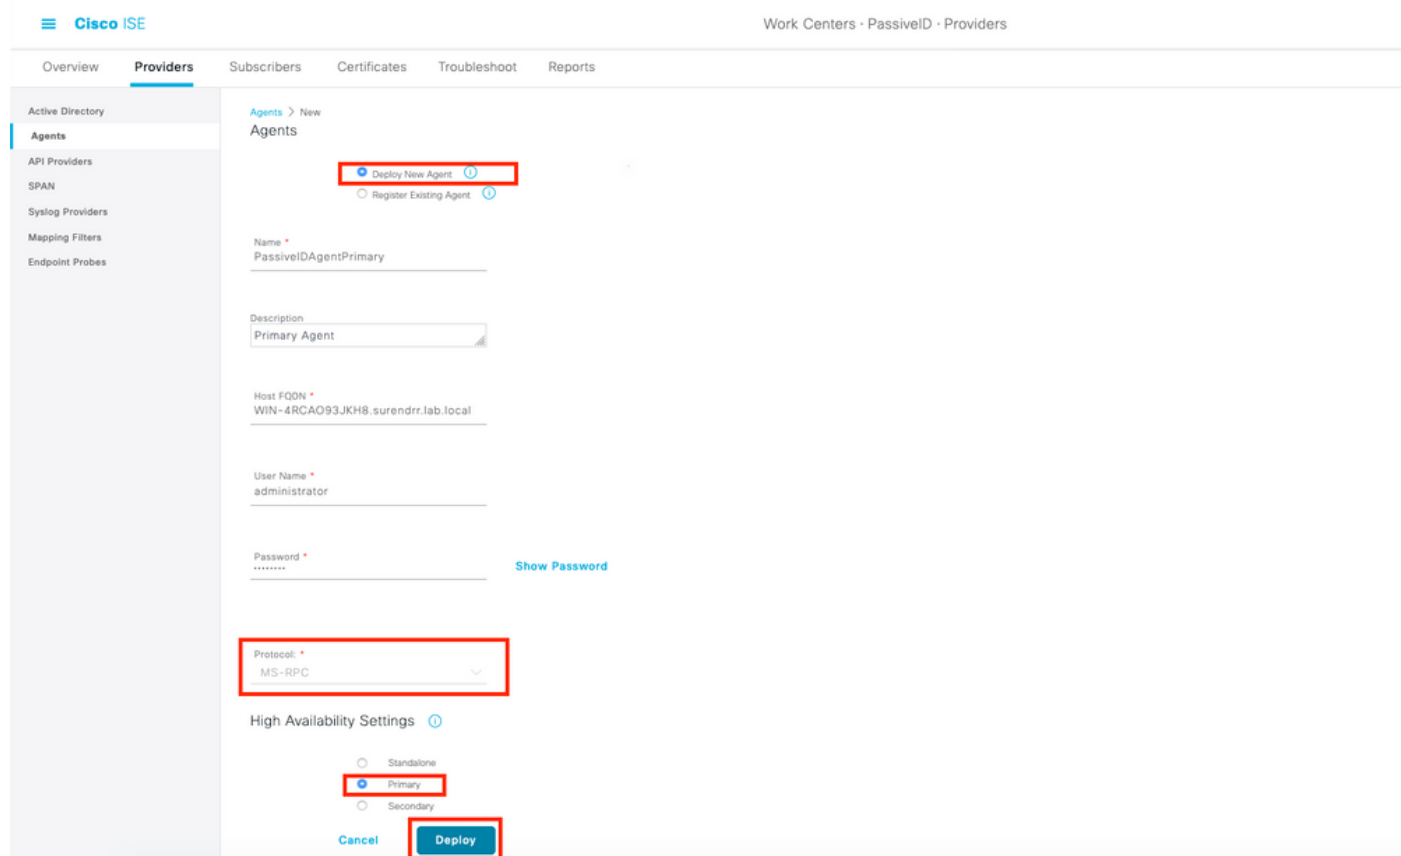 Cisco ISE
Work Centers · PassiveID · Providers
Overview Providers Subscribers Certificates Troubleshoot Reports
Active Directory
Agents
API Providers
SPAN
Syslog Providers
Mapping Filters
Endpoint Probes
Agents > New
Agents
Deploy New Agent
Register Existing Agent
Name *
PassiveIDAgentPrimary
Description
Primary Agent
Host FQDN *
WIN-4RCAO93JKH8.surendrr.lab.local
User Name *
administrator
Password *
········
Show Password
Protocol: *
MS-RPC
High Availability Settings
Standalone
Primary
Secondary
Cancel Deploy